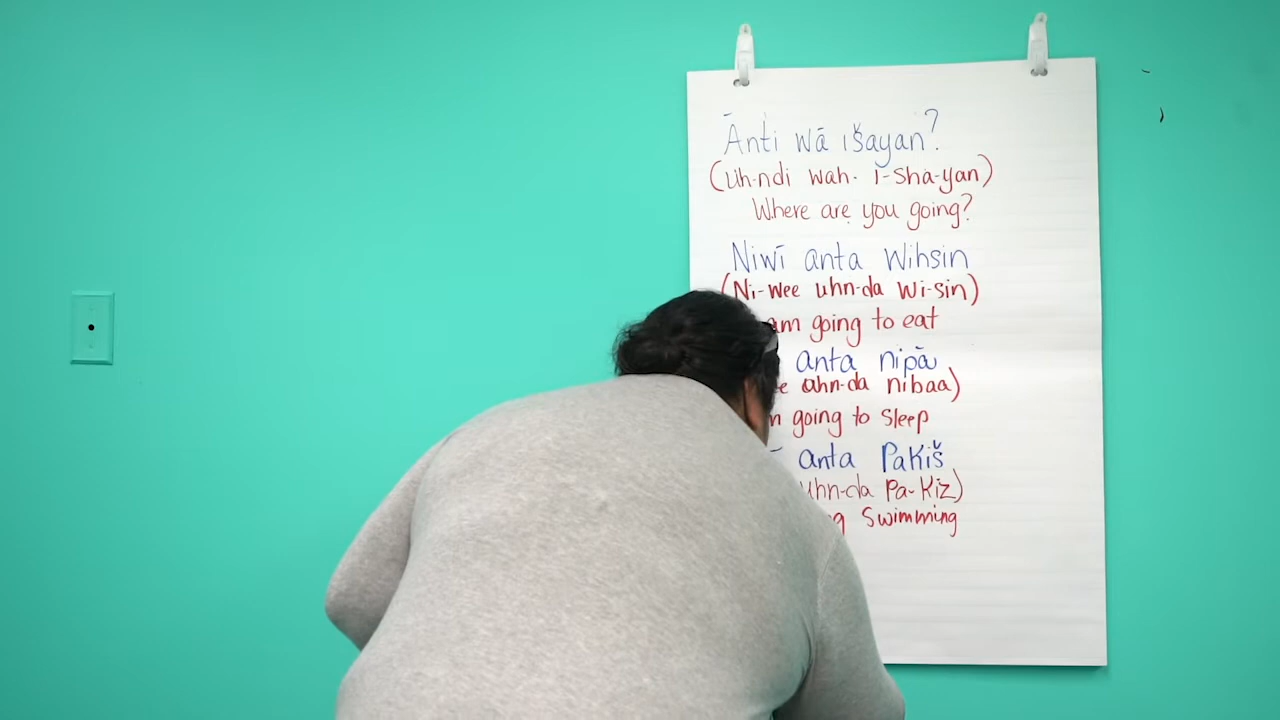 Ānti wā išayan?
(uh-ndi wah- i-sha-yan)
Where are you going?
Niwī anta wihsin
(Ni-wee uhn-da wi-sin)
am going to eat
anta nipā
uhn-da nibaa)
going to sleep
anta Pakiš
uhn-da Pa-Kiz)
Swimming